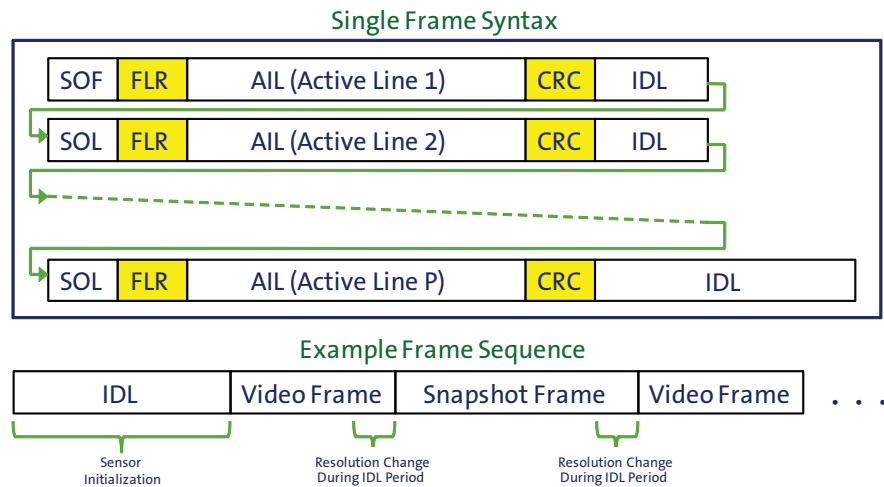 Single Frame Syntax
SOF FLR AIL (Active Line 1) CRC IDL
SOL FLR AIL (Active Line 2) CRC IDL
SOL FLR AIL (Active Line P) CRC IDL
Example Frame Sequence
IDL Video Frame Snapshot Frame Video Frame . . .
Sensor Resolution Change Resolution Change
Initialization During IDL Period During IDL Period